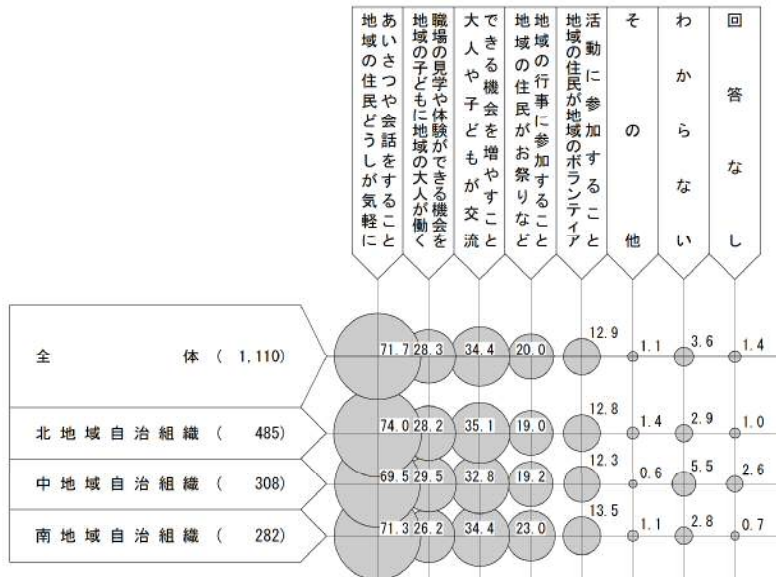 地域の住民どうしが気軽に
あいさつや会話をすること
地域の子どもに地域の大人が働く
職場の見学や体験ができる機会を
大人や子どもが交流
できる機会を増やすこと
地域の住民がお祭りなど
地域の行事に参加すること
地域の住民が地域のボランティア
活動に参加すること
その他
わからない
回答なし
全体 ( 1,110)
71.7 28.3 34.4 20.0 12.9 1.1 3.6 1.4
北地域自治組織 ( 485)
74.0 28.2 35.1 19.0 12.8 1.4 2.9 1.0
中地域自治組織 ( 308)
69.5 29.5 32.8 19.2 12.3 0.6 5.5 2.6
南地域自治組織 ( 282)
71.3 26.2 34.4 23.0 13.5 1.1 2.8 0.7